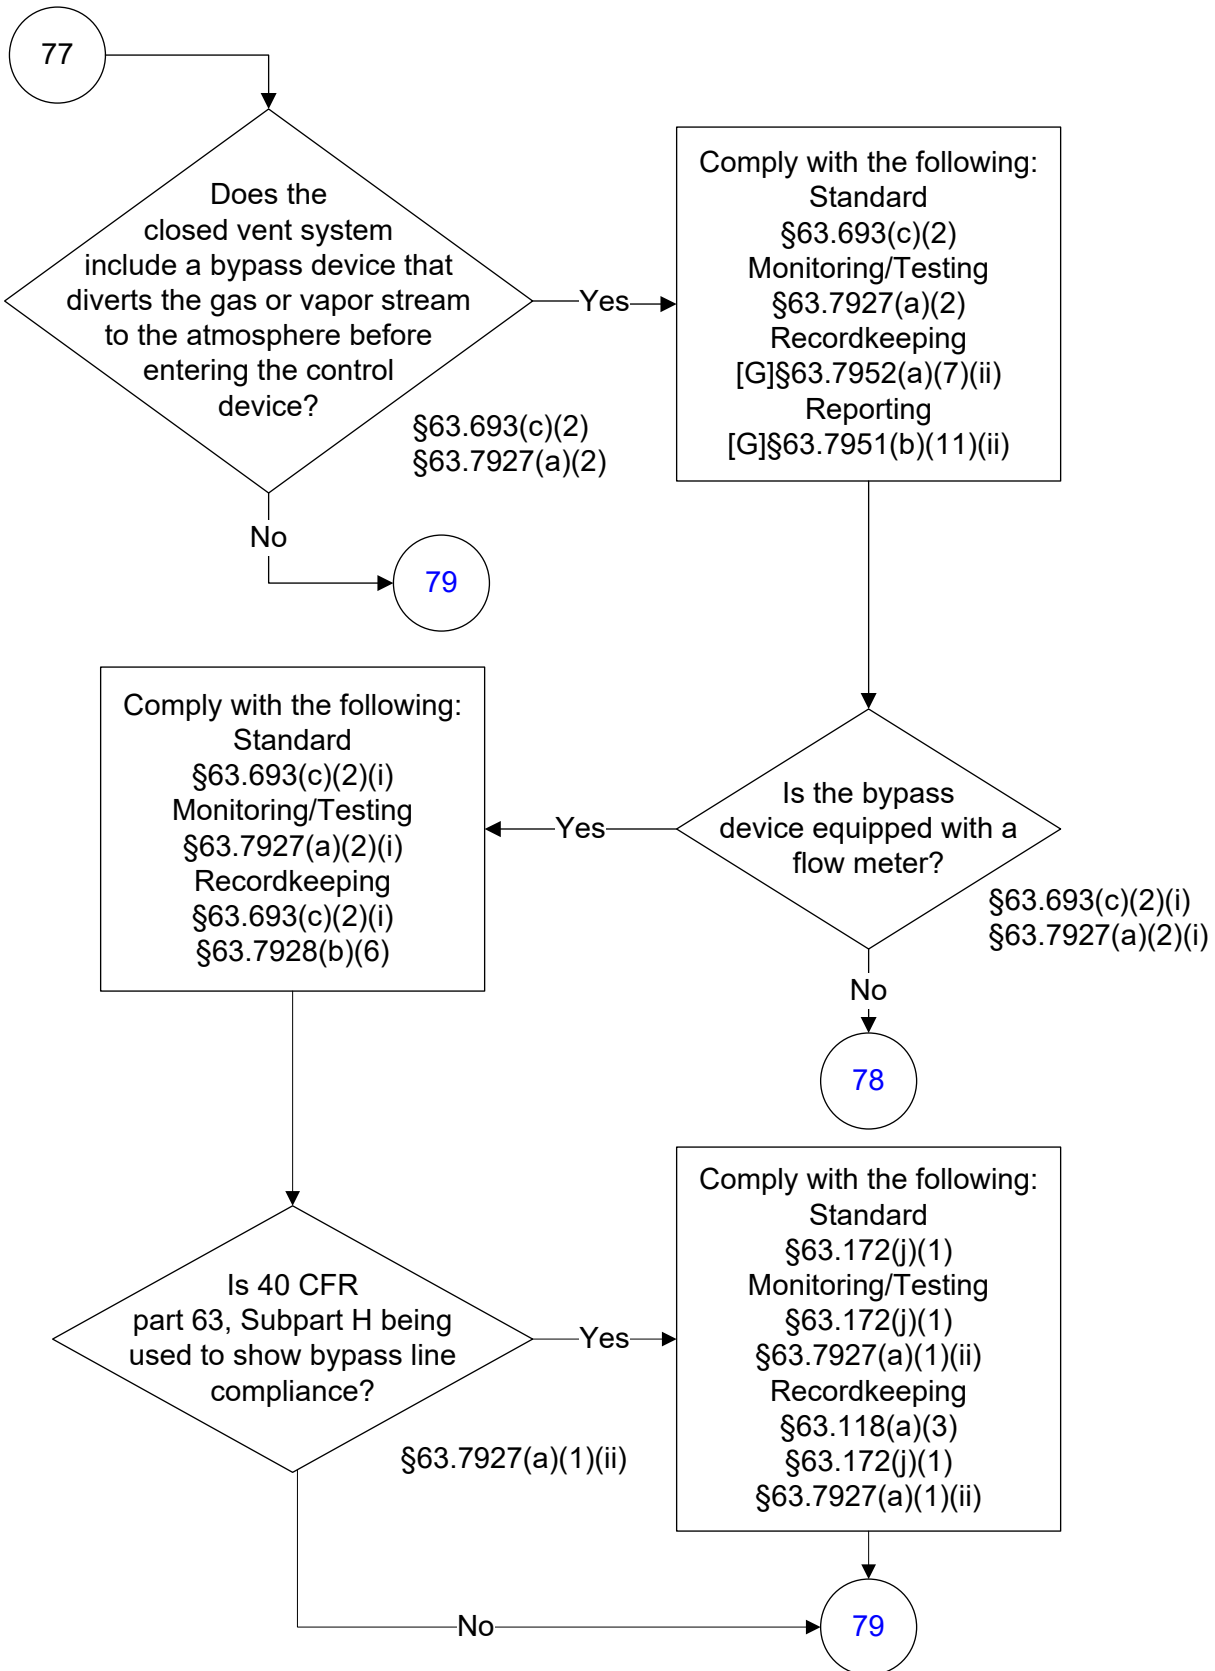 77
Does the
closed vent system
include a bypass device that
diverts the gas or vapor stream
to the atmosphere before
entering the control
device?
§63.693(c)(2)
§63.7927(a)(2)
Yes
Comply with the following:
Standard
§63.693(c)(2)
Monitoring/Testing
§63.7927(a)(2)
Recordkeeping
[G]§63.7952(a)(7)(ii)
Reporting
[G]§63.7951(b)(11)(ii)
No
79
Is the bypass
device equipped with a
flow meter?
§63.693(c)(2)(i)
§63.7927(a)(2)(i)
Yes
Comply with the following:
Standard
§63.693(c)(2)(i)
Monitoring/Testing
§63.7927(a)(2)(i)
Recordkeeping
§63.693(c)(2)(i)
§63.7928(b)(6)
No
78
Is 40 CFR
part 63, Subpart H being
used to show bypass line
compliance?
§63.7927(a)(1)(ii)
Yes
Comply with the following:
Standard
§63.172(j)(1)
Monitoring/Testing
§63.172(j)(1)
§63.7927(a)(1)(ii)
Recordkeeping
§63.118(a)(3)
§63.172(j)(1)
§63.7927(a)(1)(ii)
No
79